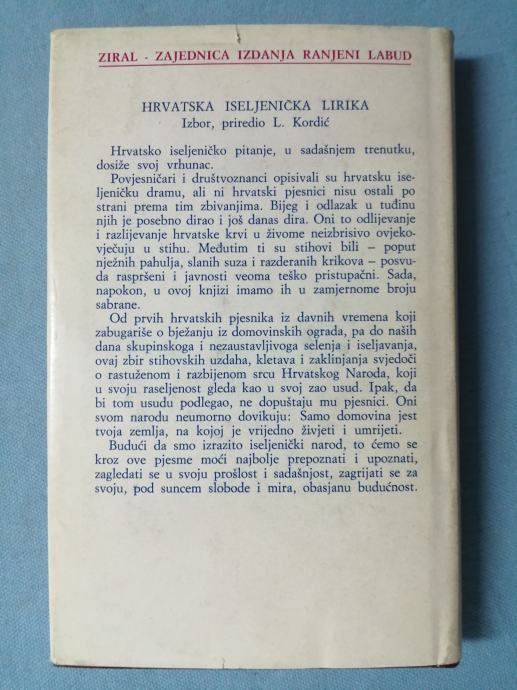 ZIRAL - ZAJEDNICA IZDANJA RANJENI LABUD
HRVATSKA ISELJENIČKA LIRIKA
Izbor, priredio L. Kordić
Hrvatsko iseljeničko pitanje, u sadašnjem trenutku,
dosiže svoj vrhunac.
Povjesničari i društvoznanci opisivali su hrvatsku ise-
ljeničku dramu, ali ni hrvatski pjesnici nisu ostali po
strani prema tim zbivanjima. Bijeg i odlazak u tuđinu
njih je posebno dirao i još danas dira. Oni to odlijevanje
i razlijevanje hrvatske krvi u živome neizbrisivo ovjeko-
vječuju u stihu. Međutim ti su stihovi bili – poput
nježnih pahulja, slanih suza i razderanih krikova – posvu-
da raspršeni i javnosti veoma teško pristupačni. Sada,
napokon, u ovoj knjizi imamo ih u zamjernome broju
sabrane.
Od prvih hrvatskih pjesnika iz davnih vremena koji
zabugariše o bježanju iz domovinskih ograda, pa do naših
dana skupinskoga i nezaustavljivoga selenja i iseljavanja,
ovaj zbir stihovskih uzdaha, kletava i zaklinjanja svjedoči
o rastuženom i razbijenom srcu Hrvatskog Naroda, koji
u svoju raseljenost gleda kao u svoj zao usud. Ipak, da
bi tom usudu podlegao, ne dopuštaju mu pjesnici. Oni
svom narodu neumorno dovikuju: Samo domovina jest
tvoja zemlja, na kojoj je vrijedno živjeti i umrijeti.
Budući da smo izrazito iseljenički narod, to ćemo se
kroz ove pjesme moći najbolje prepoznati i upoznati,
zagledati se u svoju prošlost i sadašnjost, zagrijati se za
svoju, pod suncem slobode i mira, obasjanu budućnost.